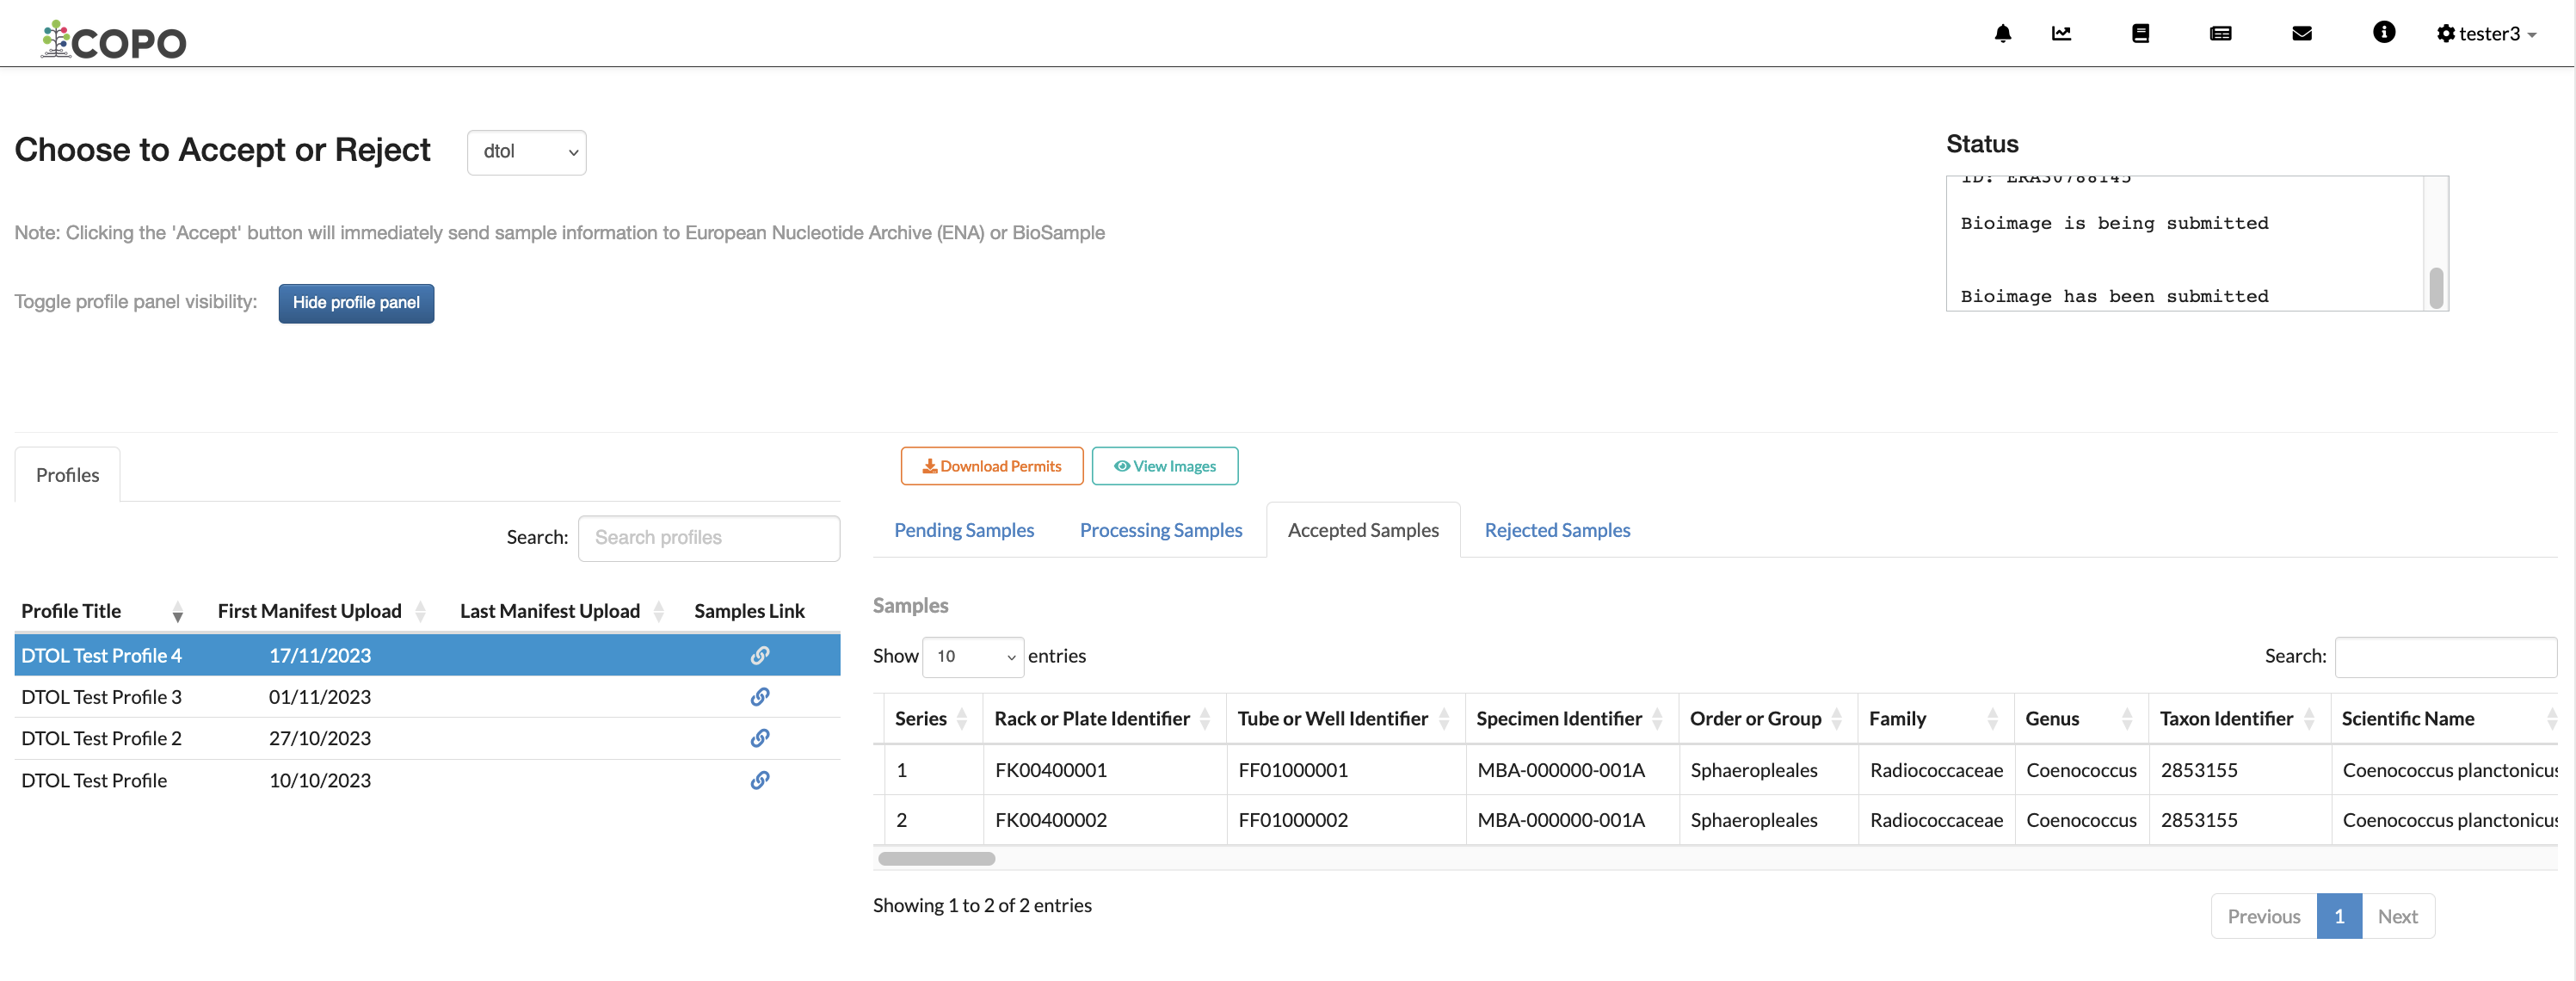 COPO
tester3
Choose to Accept or Reject
dtol
Status
ID: ERA30788145
Bioimage is being submitted
Bioimage has been submitted
Note: Clicking the 'Accept' button will immediately send sample information to European Nucleotide Archive (ENA) or BioSample
Toggle profile panel visibility: Hide profile panel
Profiles
Search: Search profiles
Profile Title First Manifest Upload Last Manifest Upload Samples Link
DTOL Test Profile 4 17/11/2023
DTOL Test Profile 3 01/11/2023
DTOL Test Profile 2 27/10/2023
DTOL Test Profile 10/10/2023
Download Permits View Images
Pending Samples Processing Samples Accepted Samples Rejected Samples
Samples
Show 10 entries Search:
Series Rack or Plate Identifier Tube or Well Identifier Specimen Identifier Order or Group Family Genus Taxon Identifier Scientific Name
1 FK00400001 FF01000001 MBA-000000-001A Sphaeropleales Radiococcaceae Coenococcus 2853155 Coenococcus planctonicus
2 FK00400002 FF01000002 MBA-000000-001A Sphaeropleales Radiococcaceae Coenococcus 2853155 Coenococcus planctonicus
Showing 1 to 2 of 2 entries
Previous 1 Next